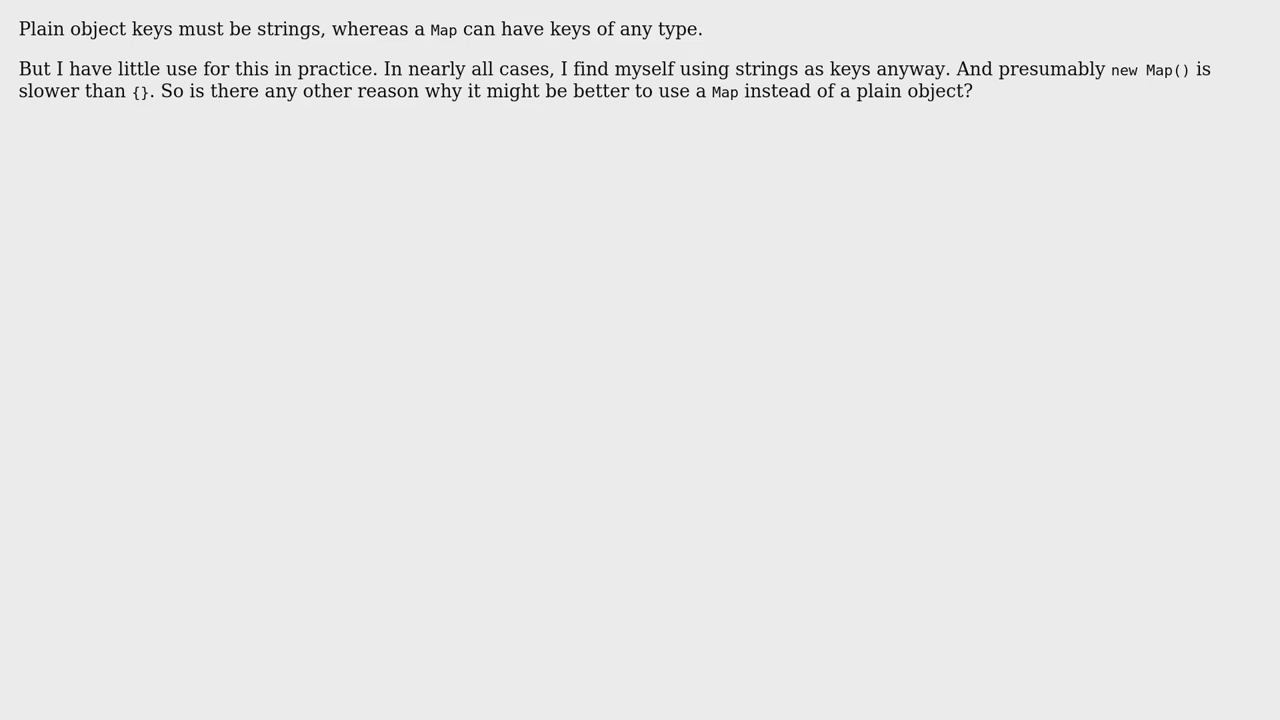 Plain object keys must be strings, whereas a Map can have keys of any type.
But I have little use for this in practice. In nearly all cases, I find myself using strings as keys anyway. And presumably new Map() is
slower than {}. So is there any other reason why it might be better to use a Map instead of a plain object?